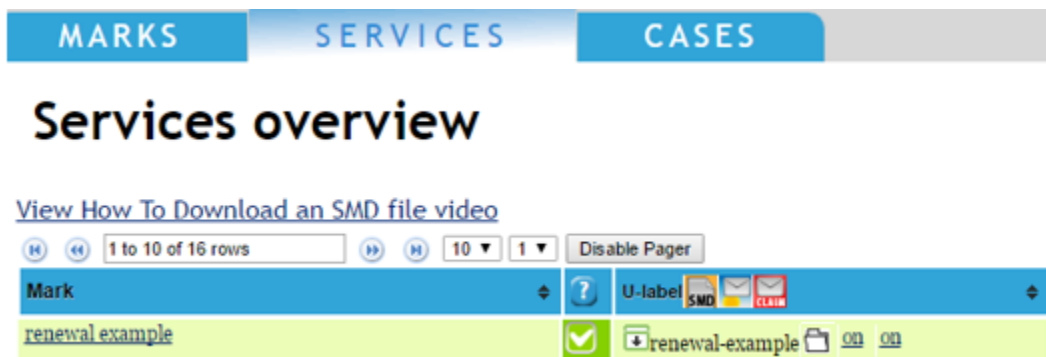 MARKS SERVICES CASES
Services overview
View How To Download an SMD file video
1 to 10 of 16 rows 10 ▼ 1 ▼ Disable Pager
Mark ? U-label SMD CLAIM
renewal example renewal-example on on